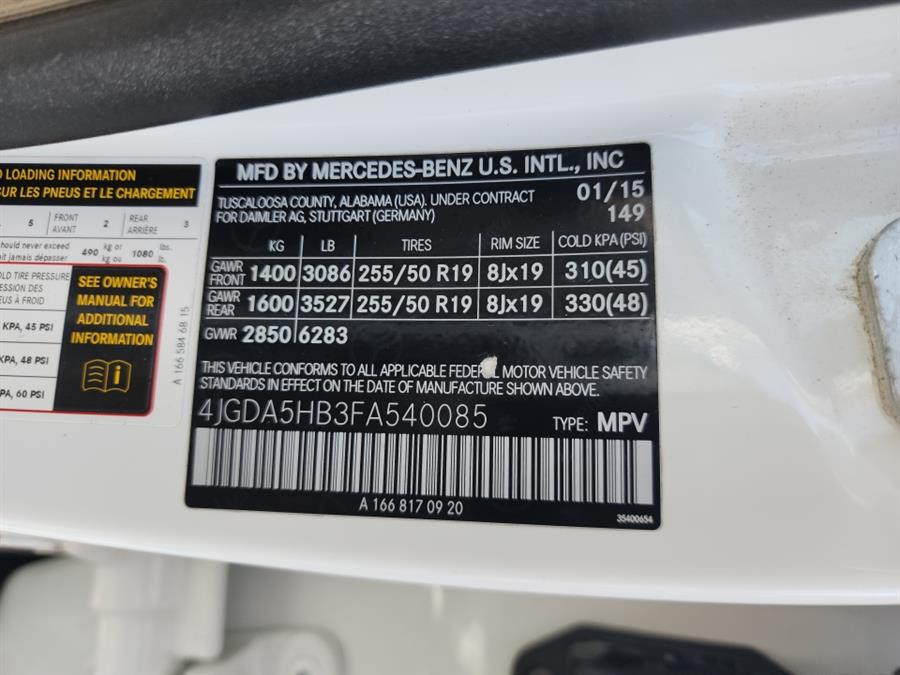 LOADING INFORMATION
SUR LES PNEUS ET LE CHARGEMENT
5 FRONT AVANT 2 REAR ARRIÈRE 3
should never exceed 490 kg or 1080 lbs.
jamais dépasser kg ou lb.
TIRE PRESSURE
À FROID
KPA, 45 PSI
KPA, 48 PSI
KPA, 60 PSI
SEE OWNER'S
MANUAL FOR
ADDITIONAL
INFORMATION
A 166 584 68 15
MFD BY MERCEDES-BENZ U.S. INTL., INC
TUSCALOOSA COUNTY, ALABAMA (USA). UNDER CONTRACT 01/15
FOR DAIMLER AG, STUTTGART (GERMANY) 149
KG LB TIRES RIM SIZE COLD KPA (PSI)
GAWR FRONT 1400 3086 255/50 R19 8Jx19 310(45)
GAWR REAR 1600 3527 255/50 R19 8Jx19 330(48)
GVWR 2850 6283
THIS VEHICLE CONFORMS TO ALL APPLICABLE FEDERAL MOTOR VEHICLE SAFETY
STANDARDS IN EFFECT ON THE DATE OF MANUFACTURE SHOWN ABOVE.
4JGDA5HB3FA540085 TYPE: MPV
A 166 817 09 20
35400654